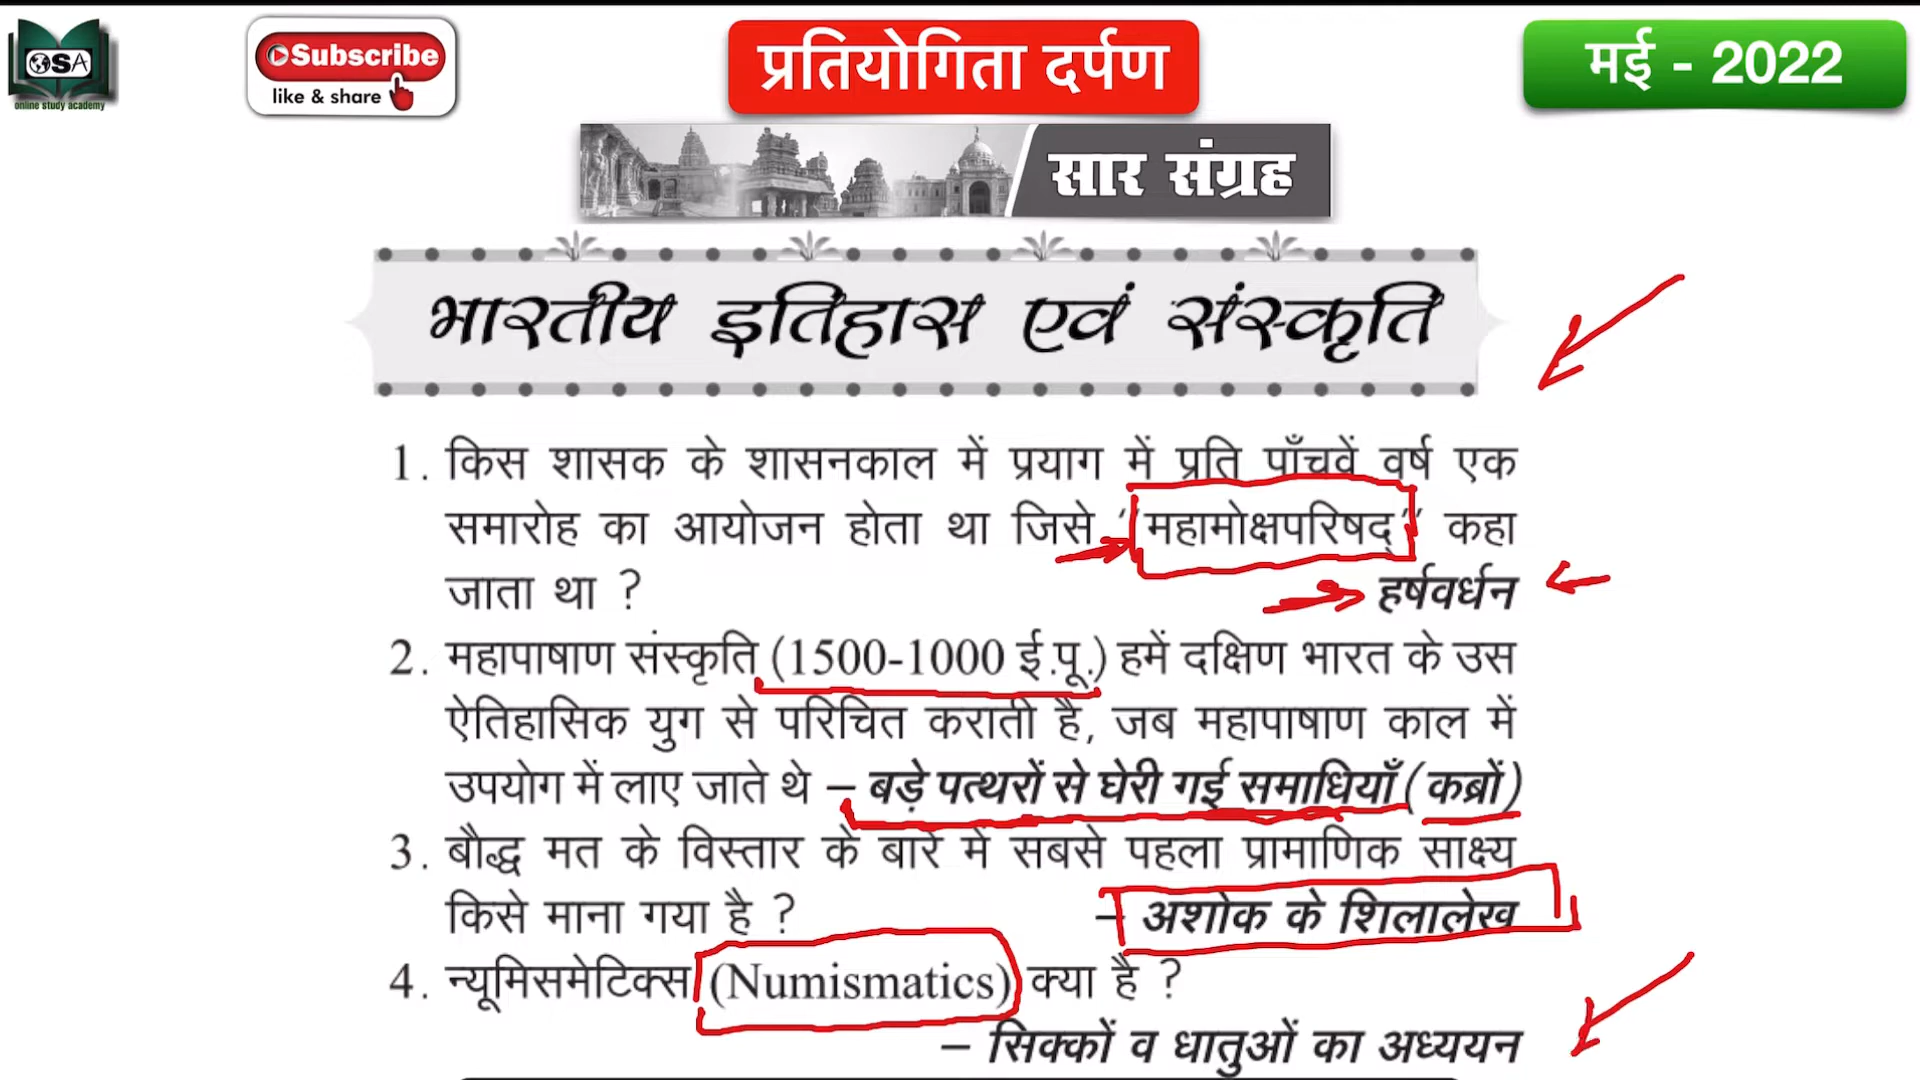 OSA
online study academy
Subscribe
like & share
प्रतियोगिता दर्पण
मई - 2022
सार संग्रह
भारतीय इतिहास एवं संस्कृति
1. किस शासक के शासनकाल में प्रयाग में प्रति पाँचवें वर्ष एक
समारोह का आयोजन होता था जिसे "महामोक्षपरिषद्" कहा
जाता था ? हर्षवर्धन
2. महापाषाण संस्कृति (1500-1000 ई.पू.) हमें दक्षिण भारत के उस
ऐतिहासिक युग से परिचित कराती है, जब महापाषाण काल में
उपयोग में लाए जाते थे – बड़े पत्थरों से घेरी गई समाधियाँ (कब्रों)
3. बौद्ध मत के विस्तार के बारे में सबसे पहला प्रामाणिक साक्ष्य
किसे माना गया है ? – अशोक के शिलालेख
4. न्यूमिसमेटिक्स (Numismatics) क्या है ?
– सिक्कों व धातुओं का अध्ययन